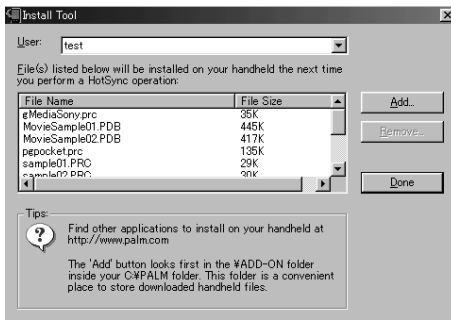 Install Tool
User: test
File(s) listed below will be installed on your handheld the next time
you perform a HotSync operation:
File Name File Size
gMediaSony.prc 35K
MovieSample01.PDB 445K
MovieSample02.PDB 417K
pgpocket.prc 135K
sample01.PRC 29K
sample02.PRC 30K
Add...
Remove...
Done
Tips:
Find other applications to install on your handheld at
http://www.palm.com
The 'Add' button looks first in the ¥ADD-ON folder
inside your C:¥PALM folder. This folder is a convenient
place to store downloaded handheld files.